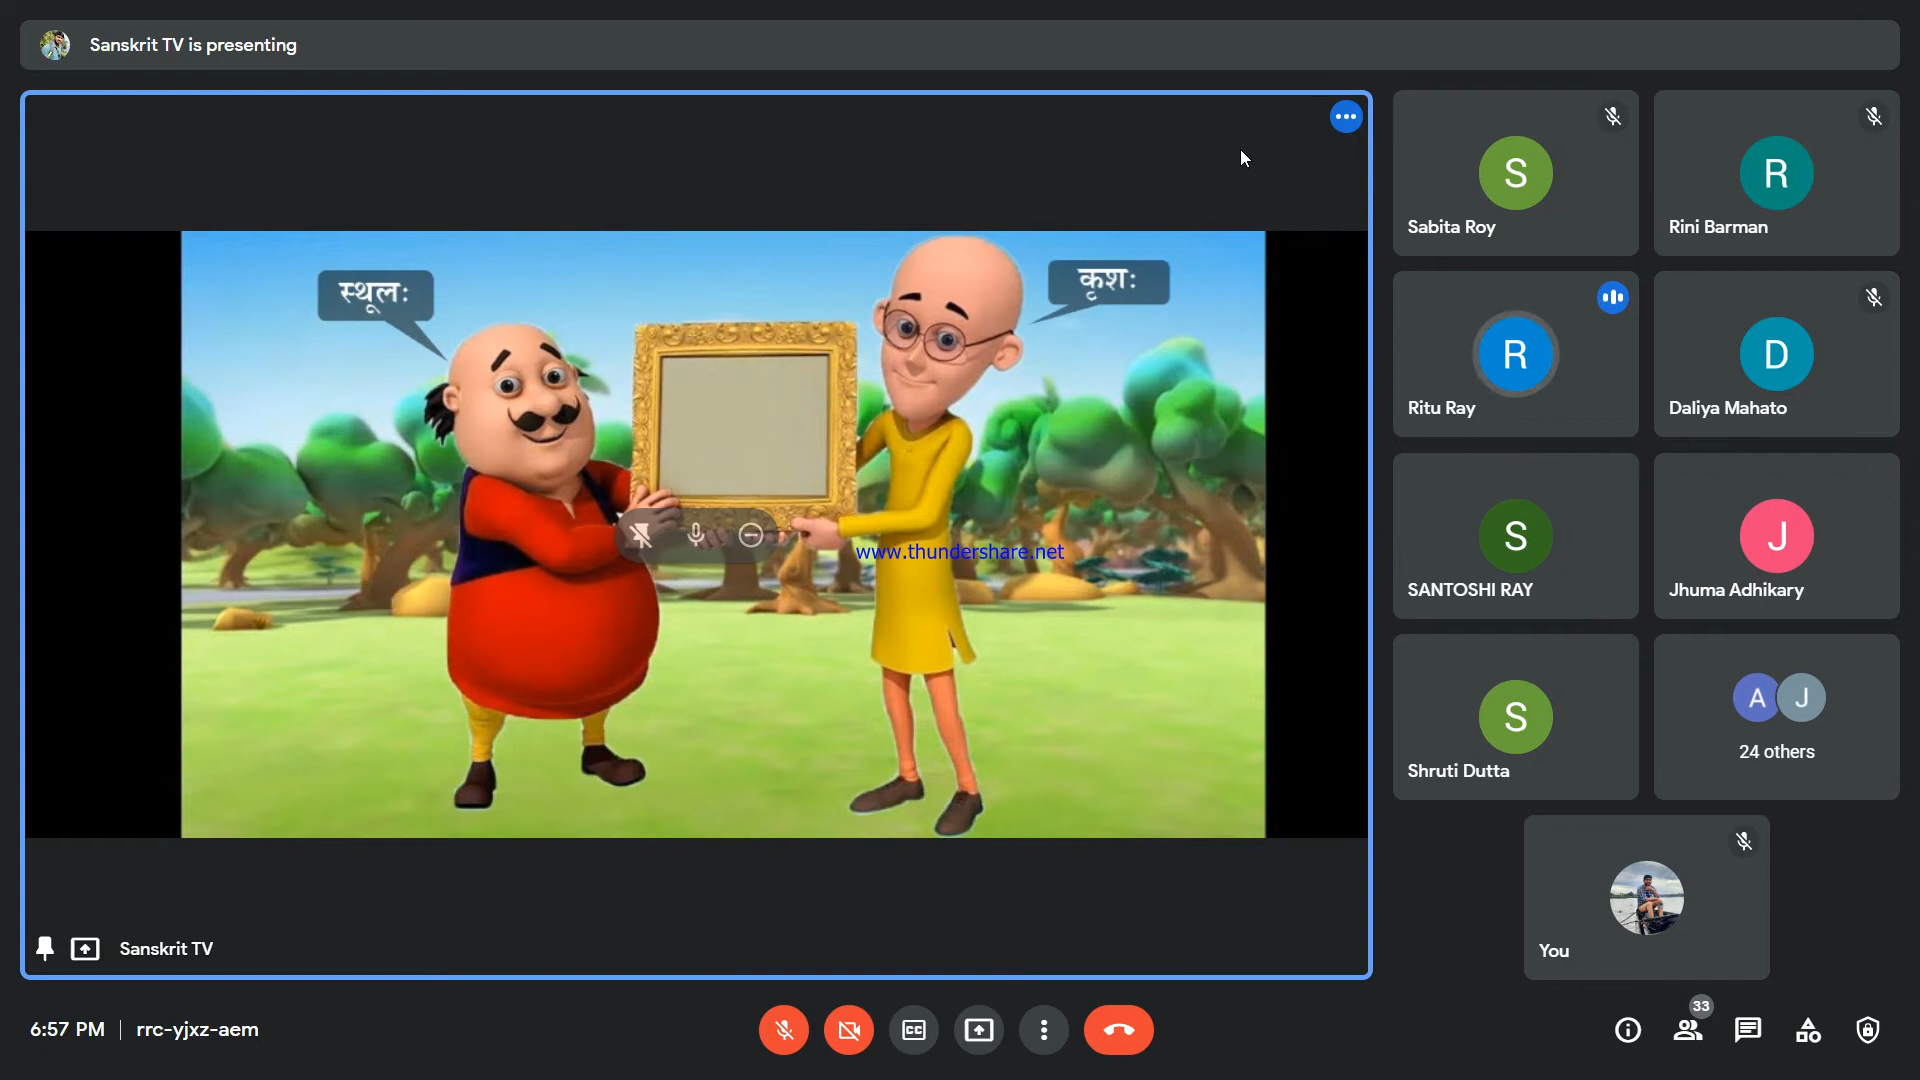 Sanskrit TV is presenting
स्थूलः
कृशः
www.thundershare.net
Sanskrit TV
S
Sabita Roy
R
Rini Barman
R
Ritu Ray
D
Daliya Mahato
S
SANTOSHI RAY
J
Jhuma Adhikary
S
Shruti Dutta
A J
24 others
You
6:57 PM | rrc-yjxz-aem
CC
33